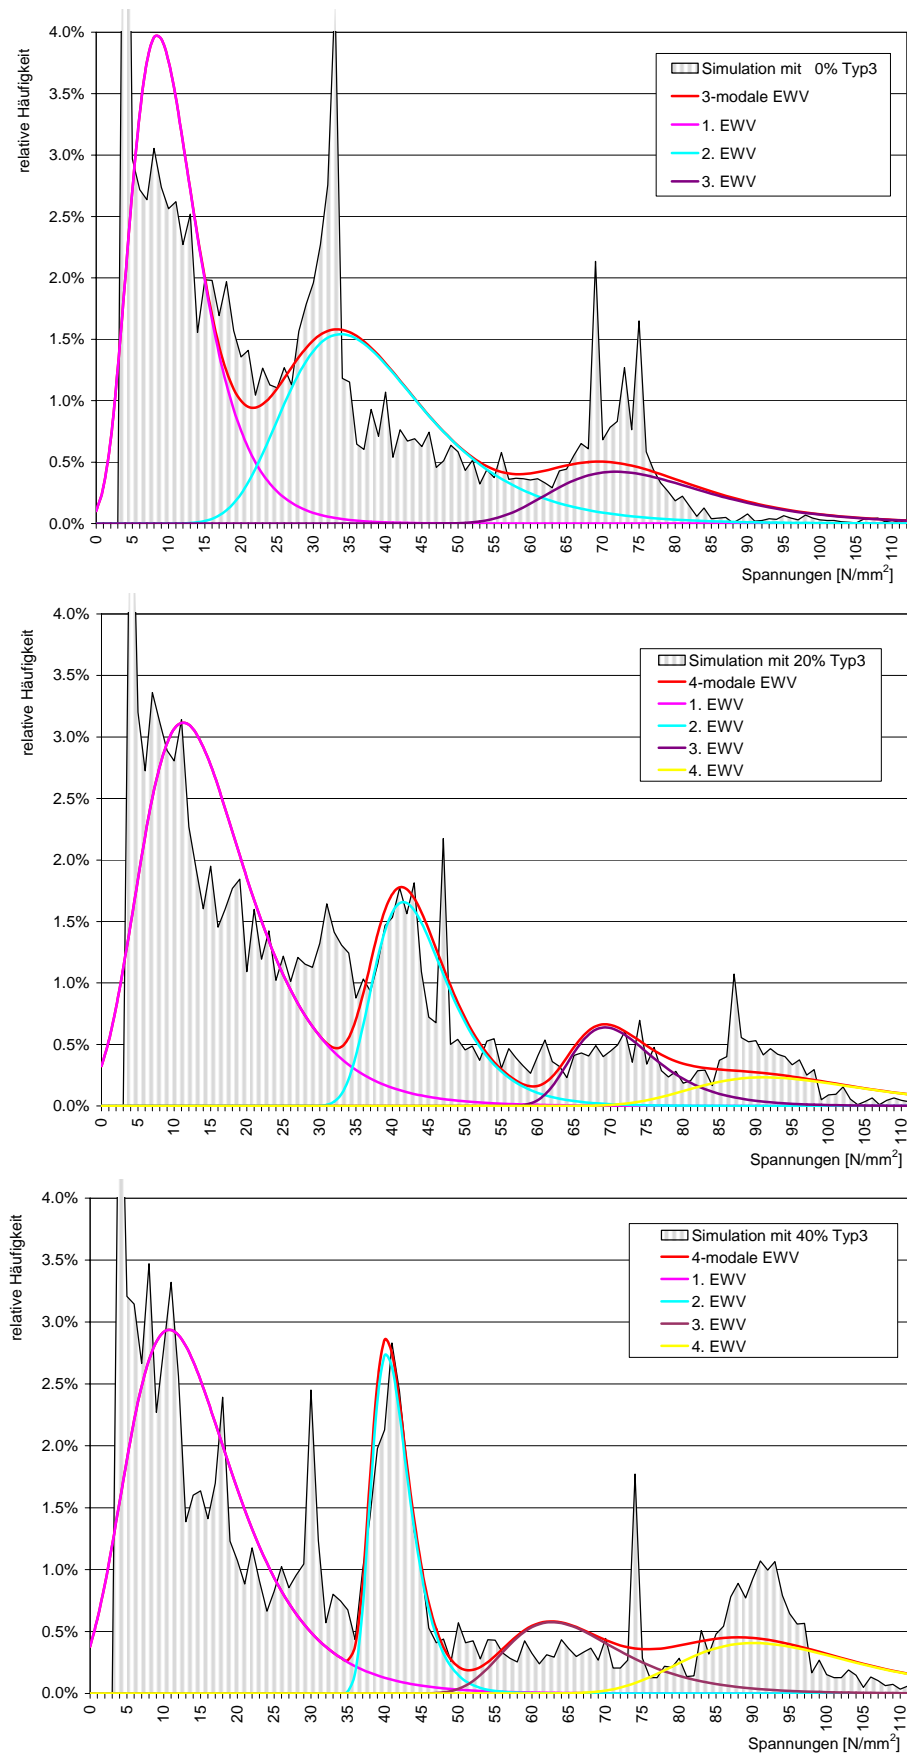 relative Häufigkeit
4.0%
3.5%
3.0%
2.5%
2.0%
1.5%
1.0%
0.5%
0.0%
Simulation mit 0% Typ3
3-modale EWV
1. EWV
2. EWV
3. EWV
0 5 10 15 20 25 30 35 40 45 50 55 60 65 70 75 80 85 90 95 100 105 110
Spannungen [N/mm²]
relative Häufigkeit
4.0%
3.5%
3.0%
2.5%
2.0%
1.5%
1.0%
0.5%
0.0%
Simulation mit 20% Typ3
4-modale EWV
1. EWV
2. EWV
3. EWV
4. EWV
0 5 10 15 20 25 30 35 40 45 50 55 60 65 70 75 80 85 90 95 100 105 110
Spannungen [N/mm²]
relative Häufigkeit
4.0%
3.5%
3.0%
2.5%
2.0%
1.5%
1.0%
0.5%
0.0%
Simulation mit 40% Typ3
4-modale EWV
1. EWV
2. EWV
3. EWV
4. EWV
0 5 10 15 20 25 30 35 40 45 50 55 60 65 70 75 80 85 90 95 100 105 110
Spannungen [N/mm²]